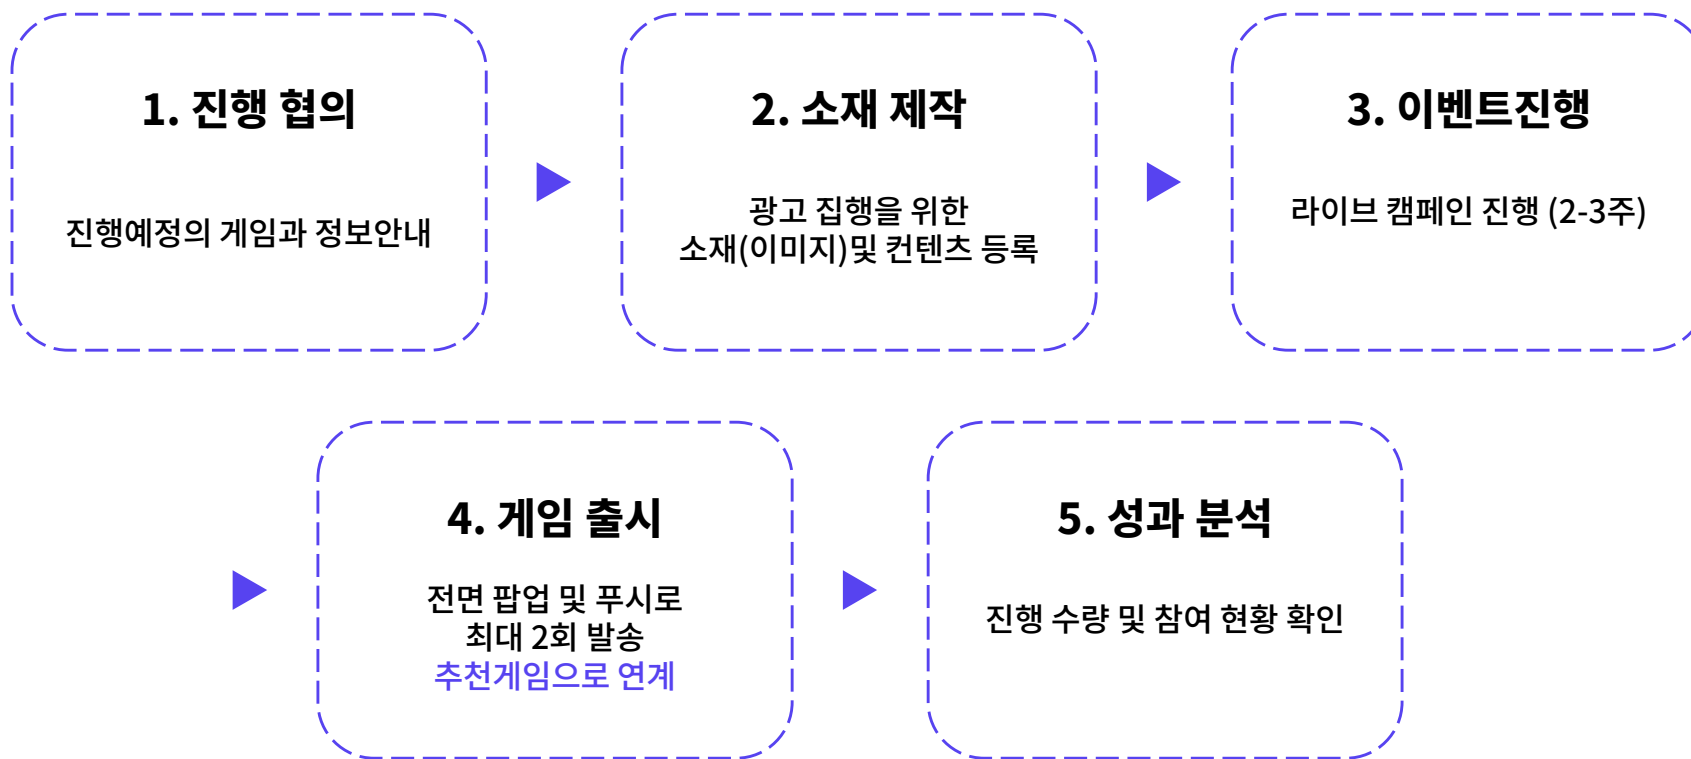 1. 진행 협의
진행예정의 게임과 정보안내
2. 소재 제작
광고 집행을 위한
소재(이미지)및 컨텐츠 등록
3. 이벤트진행
라이브 캠페인 진행 (2-3주)
4. 게임 출시
전면 팝업 및 푸시로
최대 2회 발송
추천게임으로 연계
5. 성과 분석
진행 수량 및 참여 현황 확인